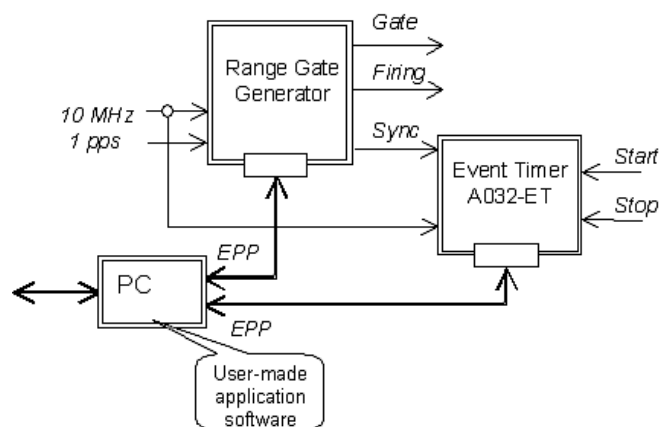 Gate
Range Gate
Generator
Firing
10 MHz
1 pps
Sync
Event Timer
A032-ET
Start
Stop
EPP
PC
EPP
User-made
application
software